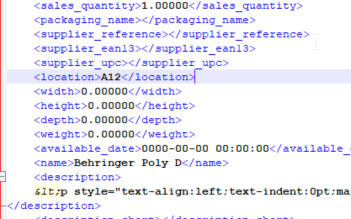 <sales_quantity>1.00000</sales_quantity>
<packaging_name></packaging_name>
<supplier_reference></supplier_reference>
<supplier_ean13></supplier_ean13>
<supplier_upc></supplier_upc>
<location>A12</location>
<width>0.00000</width>
<height>0.00000</height>
<depth>0.00000</depth>
<weight>0.00000</weight>
<available_date>0000-00-00 00:00:00</available_
<name>Behringer Poly D</name>
<description>
&lt;p style="text-align:left;text-indent:0pt;ma
</description>
<description_short></description_short>